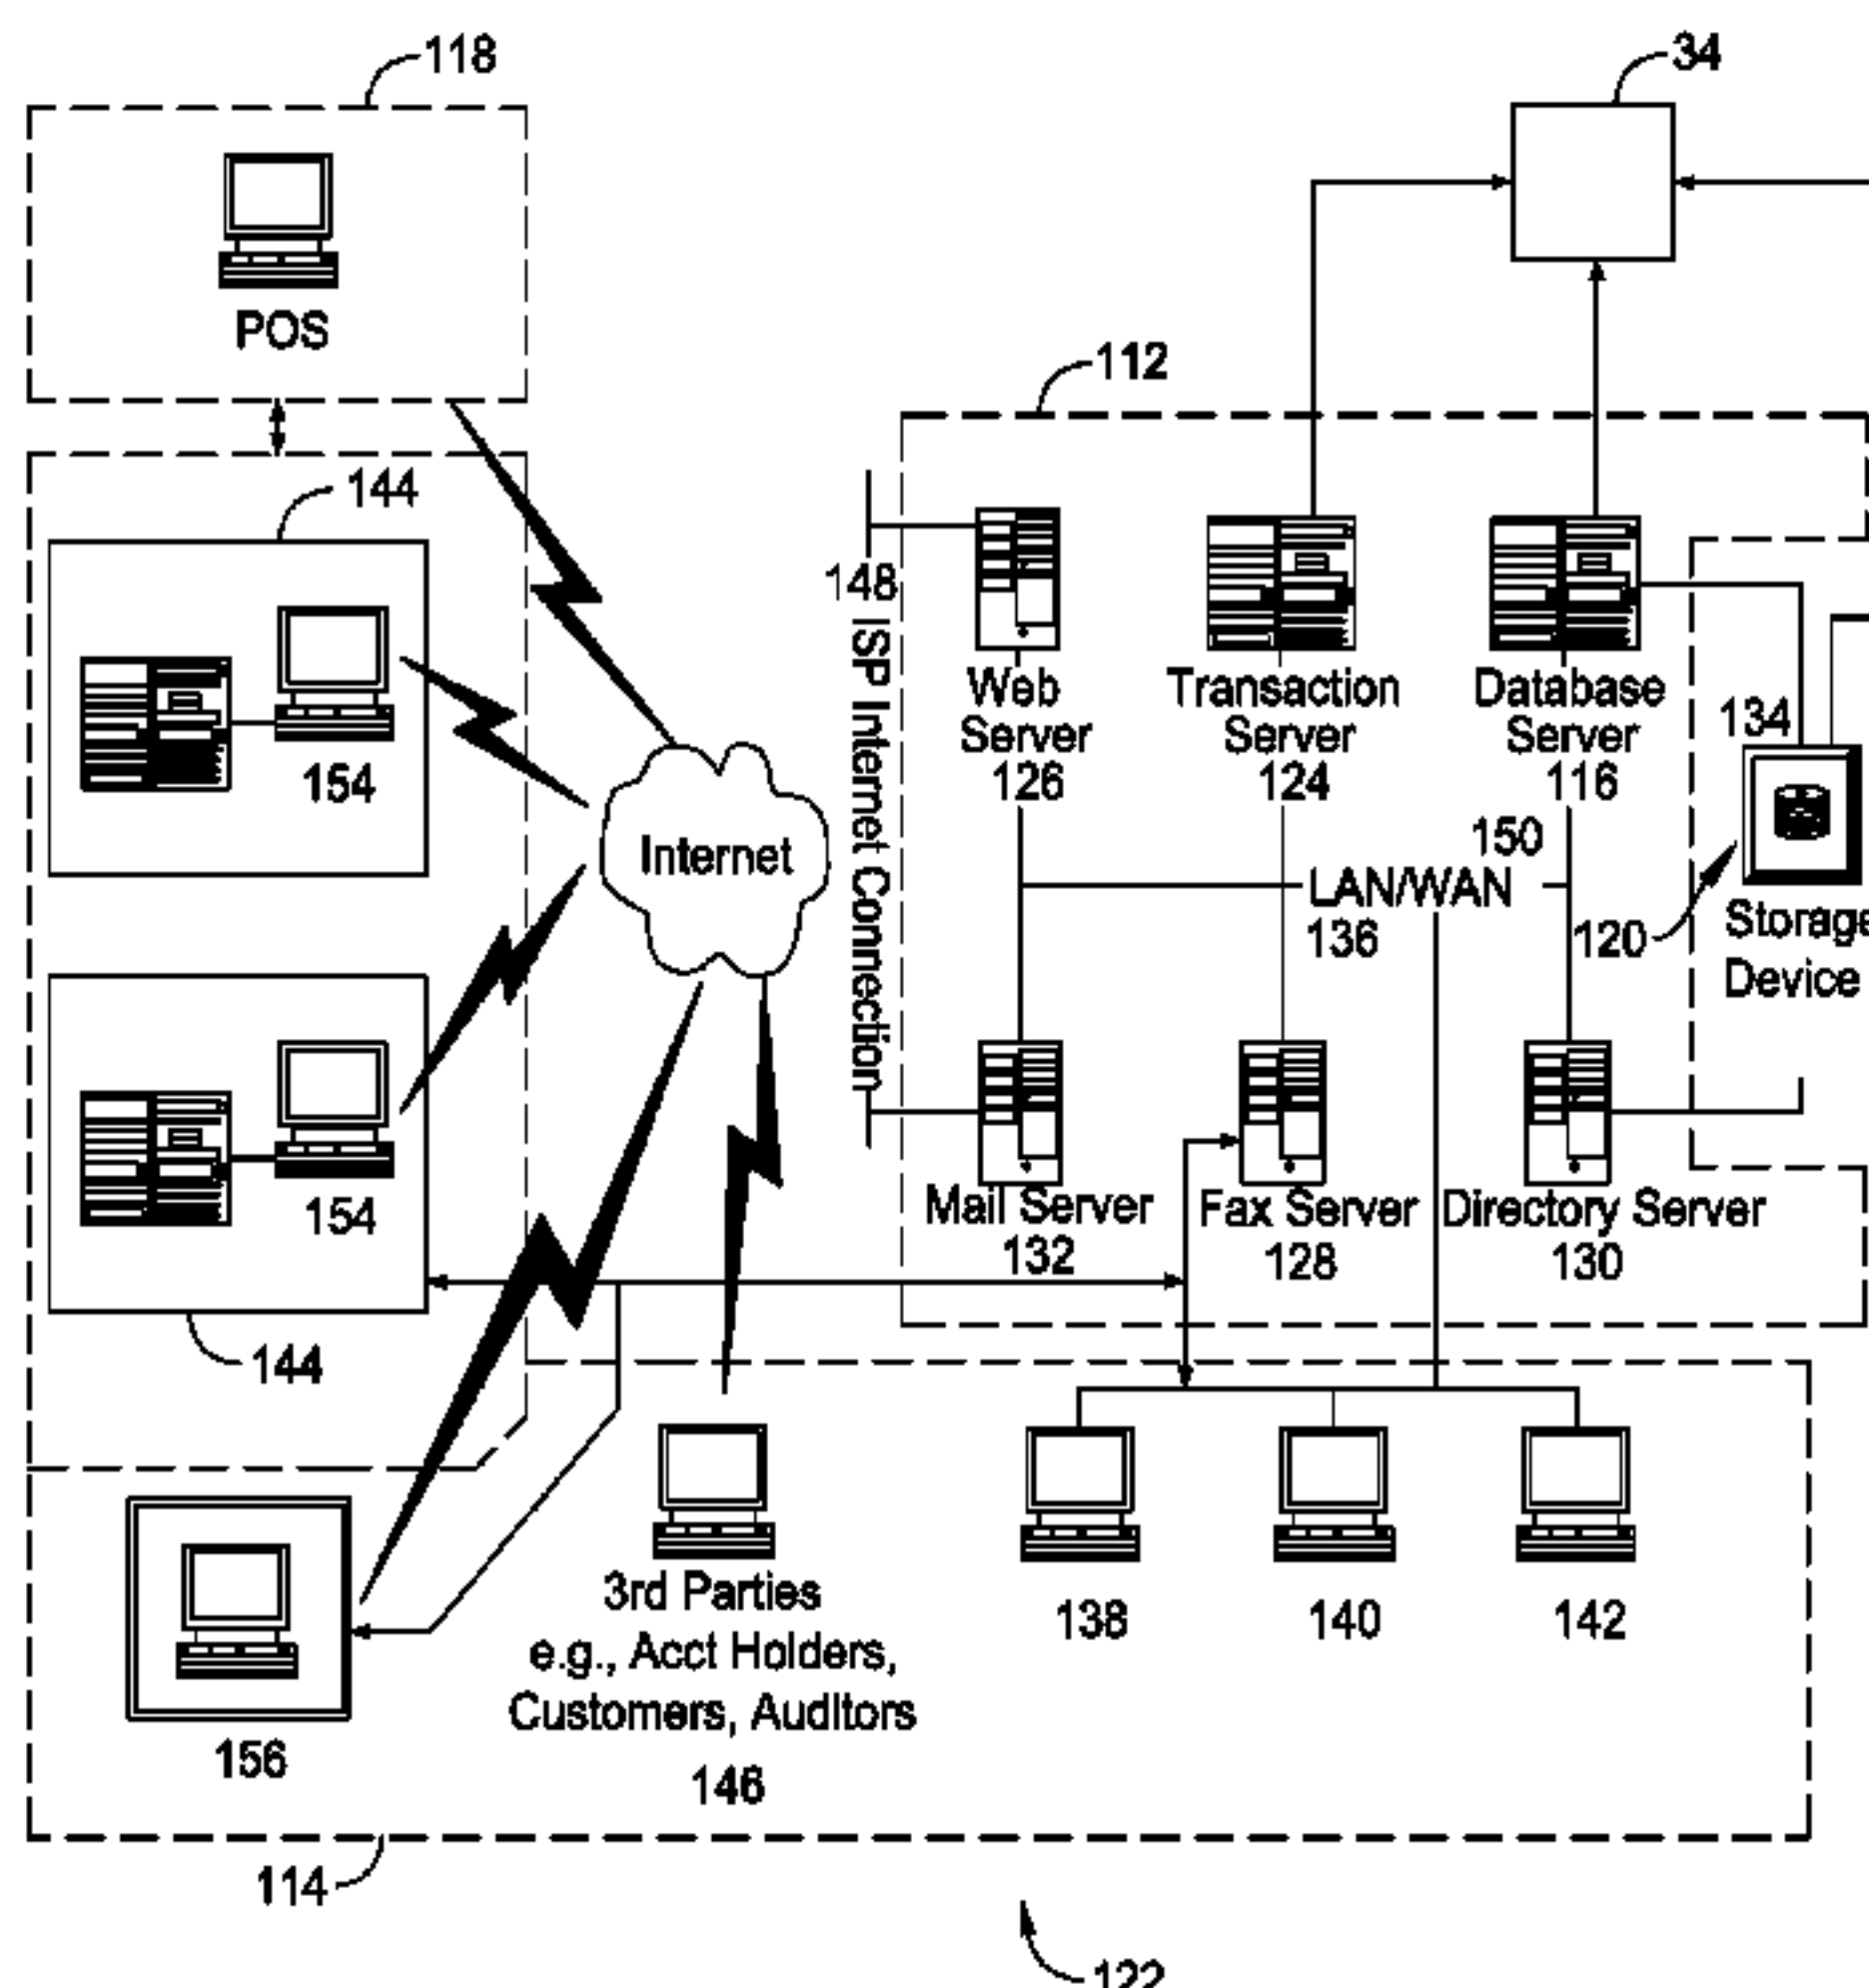 118
34
POS
112
144
148 ISP Internet Connection
154
Web
Server
126
Transaction
Server
124
Database
Server
116
134
Internet
150
LAN/WAN
136
120
Storage
Device
154
144
Mail Server
132
Fax Server
128
Directory Server
130
156
3rd Parties
e.g., Acct Holders,
Customers, Auditors
146
138
140
142
114
122